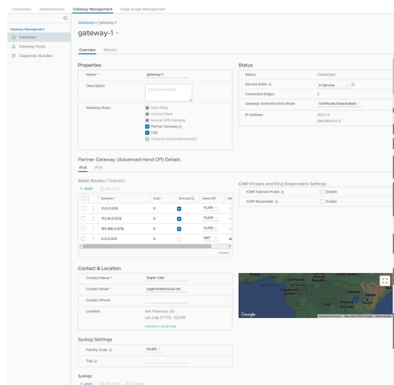 Customers Administration Gateway Management Edge Image Management
Gateway Management
Gateways
Gateway Pools
Diagnostic Bundles
Gateways / gateway-1
gateway-1
Overview Monitor
Properties
Name * gateway-1
Description
Gateway Roles
Data Plane
Control Plane
Secure VPN Gateway
Partner Gateway
CDE
Cloud to Cloud Interconnect
Status
Status Connected
Service State In Service
Connected Edges 0
Gateway Authentication Mode Certificate Deactivated
IP Address
Partner Gateway (Advanced Hand Off) Details
IPv4 IPv6
Static Routes / Subnets
+ ADD DELETE
Subnets * Cost * Encrypt Hand Off
10.0.0.0/8 0 VLAN
172.16.0.0/12 0 VLAN
192.168.0.0/16 0 VLAN
0.0.0.0/0 0 NAT
ICMP Probes and Ping Responders Settings
ICMP Failover Probe Enable
ICMP Responder Enable
Contact & Location
Contact Name * Super User
Contact Email *
Contact Phone
Location San Francisco, US
UPDATE LOCATION
Google
Syslog Settings
Facility Code local0
Tag
Syslogs
+ ADD